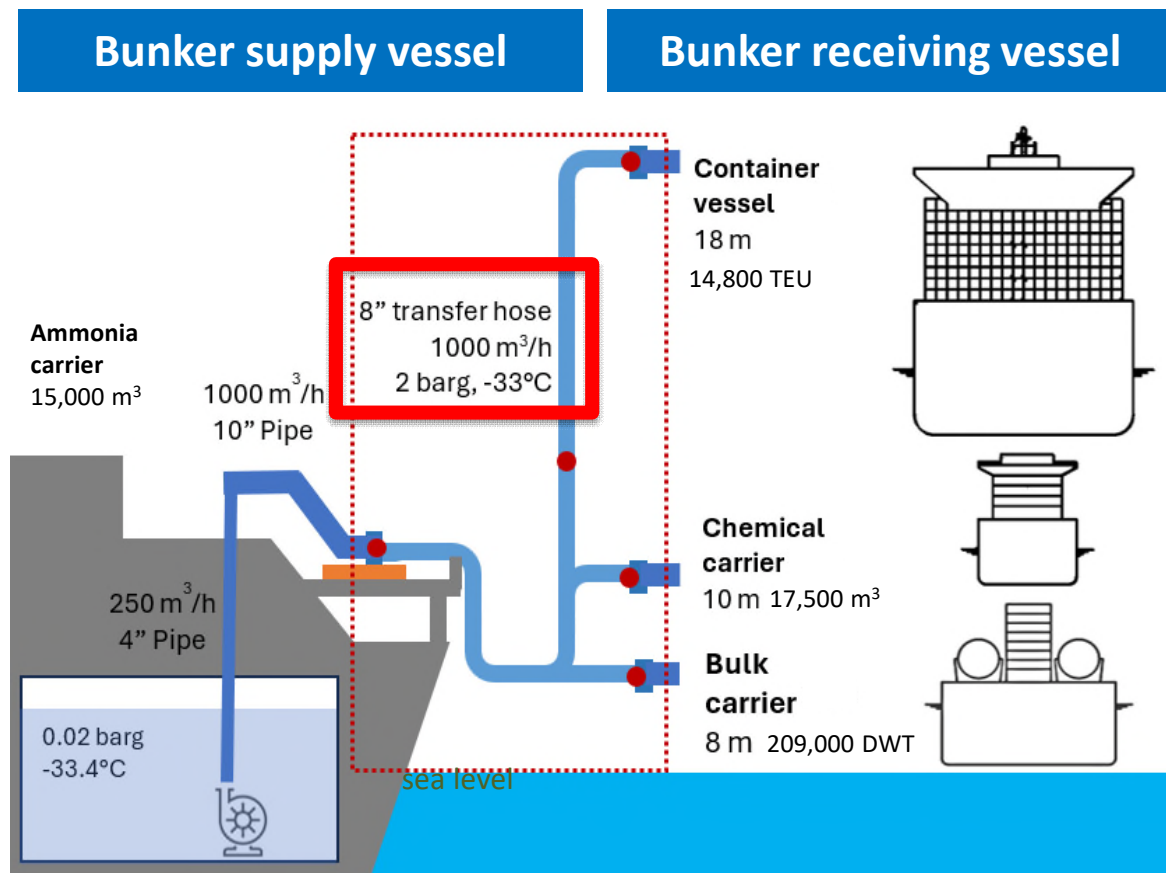 Bunker supply vessel
Bunker receiving vessel
Container
vessel
18 m
14,800 TEU
8” transfer hose
1000 m³/h
2 barg, -33°C
Ammonia
carrier
15,000 m³
1000 m³/h
10” Pipe
Chemical
carrier
10 m 17,500 m³
250 m³/h
4” Pipe
Bulk
carrier
8 m 209,000 DWT
0.02 barg
-33.4°C
sea level